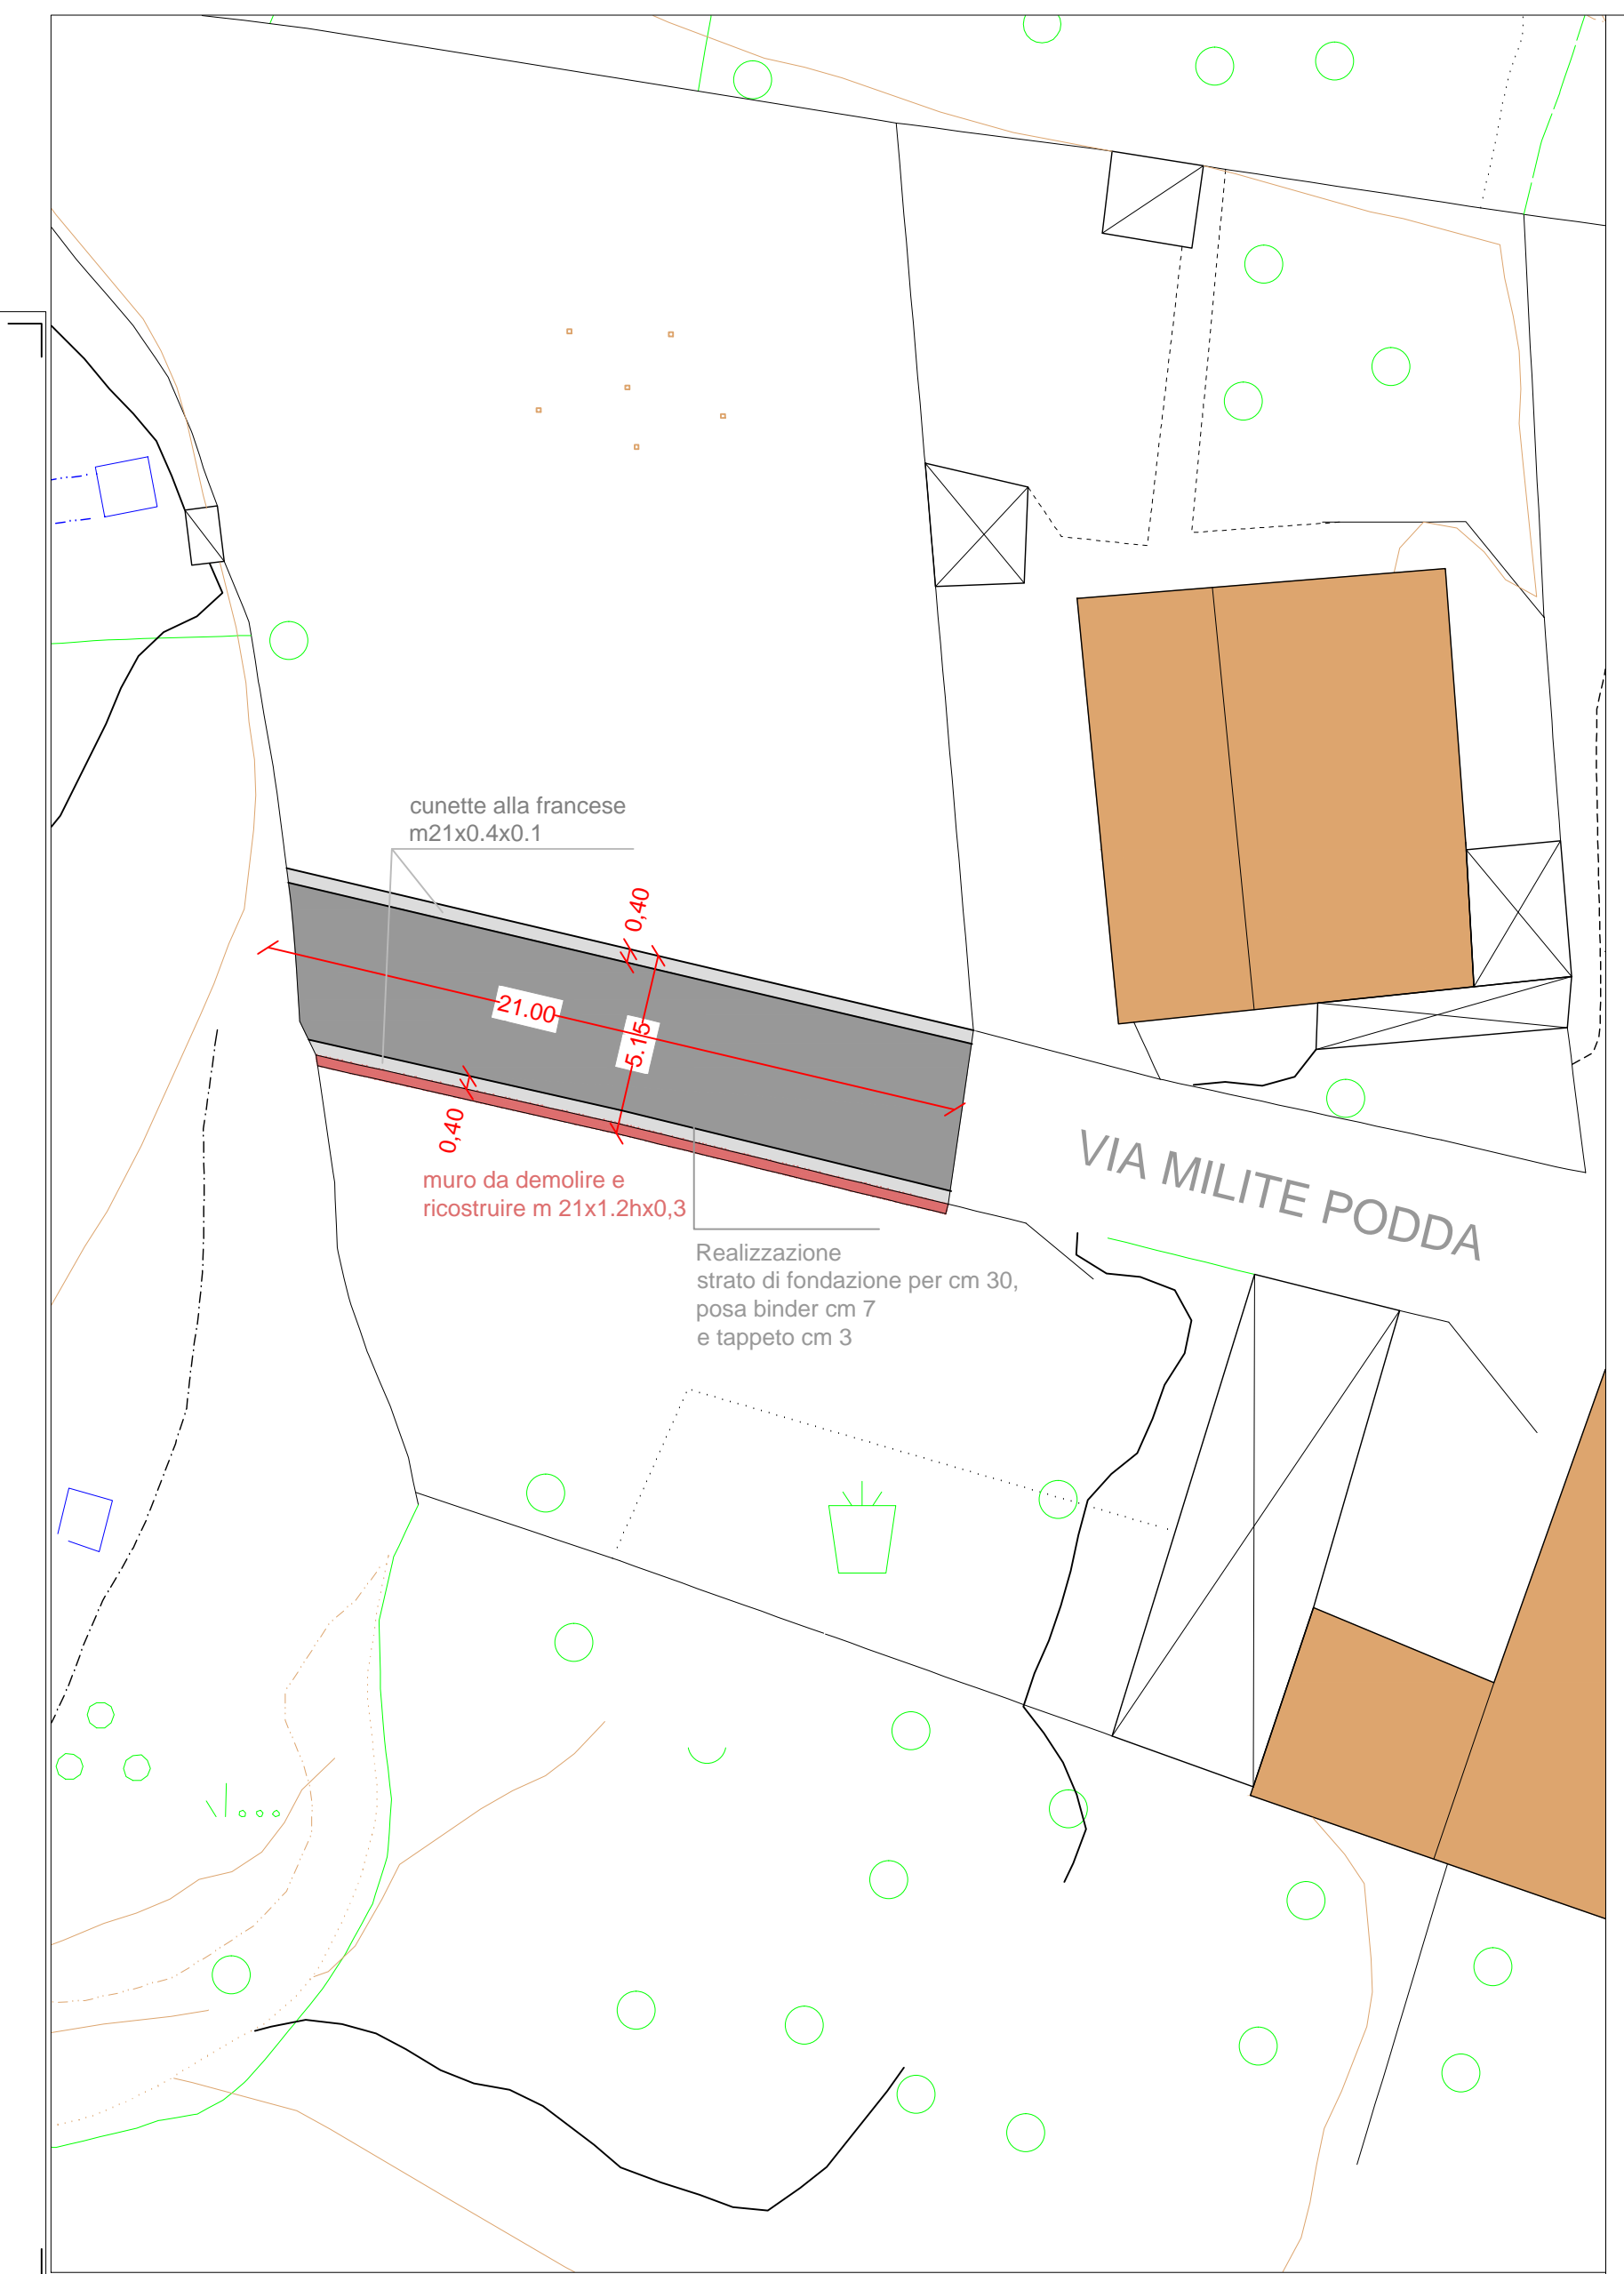 cunette alla francese
m21x0.4x0.1
0,40
21.00
5.15
0,40
muro da demolire e
ricostruire m 21x1.2hx0,3
VIA MILITE PODDA
Realizzazione
strato di fondazione per cm 30,
posa binder cm 7
e tappeto cm 3